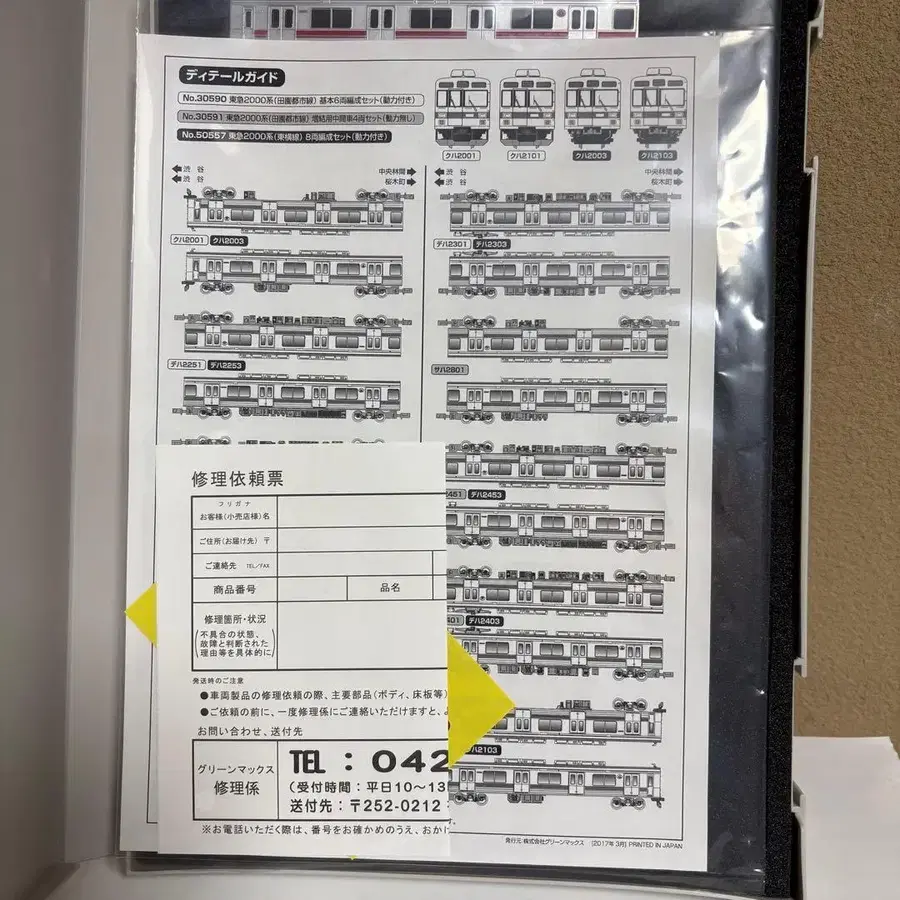 ディテールガイド
No.30590 東急2000系(田園都市線) 基本6両編成セット(動力付き)
No.30591 東急2000系(田園都市線) 増結用中間車4両セット(動力無し)
No.50557 東急2000系(東横線) 8両編成セット(動力付き)
クハ2001 クハ2101 クハ2003 クハ2103
渋谷 中央林間
渋谷 桜木町
クハ2001 クハ2003
デハ2251 デハ2253
渋谷 中央林間
渋谷 桜木町
デハ2301 デハ2303
サハ2801
451 デハ2453
401 デハ2403
ハ2103
発行元:株式会社グリーンマックス [2017年 3月] PRINTED IN JAPAN
修理依頼票
フリガナ
お客様(小売店様)名
ご住所(お届け先) 〒
ご連絡先 TEL/FAX
商品番号 品名
修理箇所・状況
(不具合の状態、
故障と判断された
理由等を具体的に)
発送時のご注意
●車両製品の修理依頼の際、主要部品(ボディ、床板等)
●ご依頼の前に、一度修理係にご連絡いただけますと、
お問い合わせ、送付先
グリーンマックス
修理係
TEL : 042
(受付時間:平日10~13
送付先:〒252-0212
※お電話いただく際は、番号をお確かめのうえ、おか